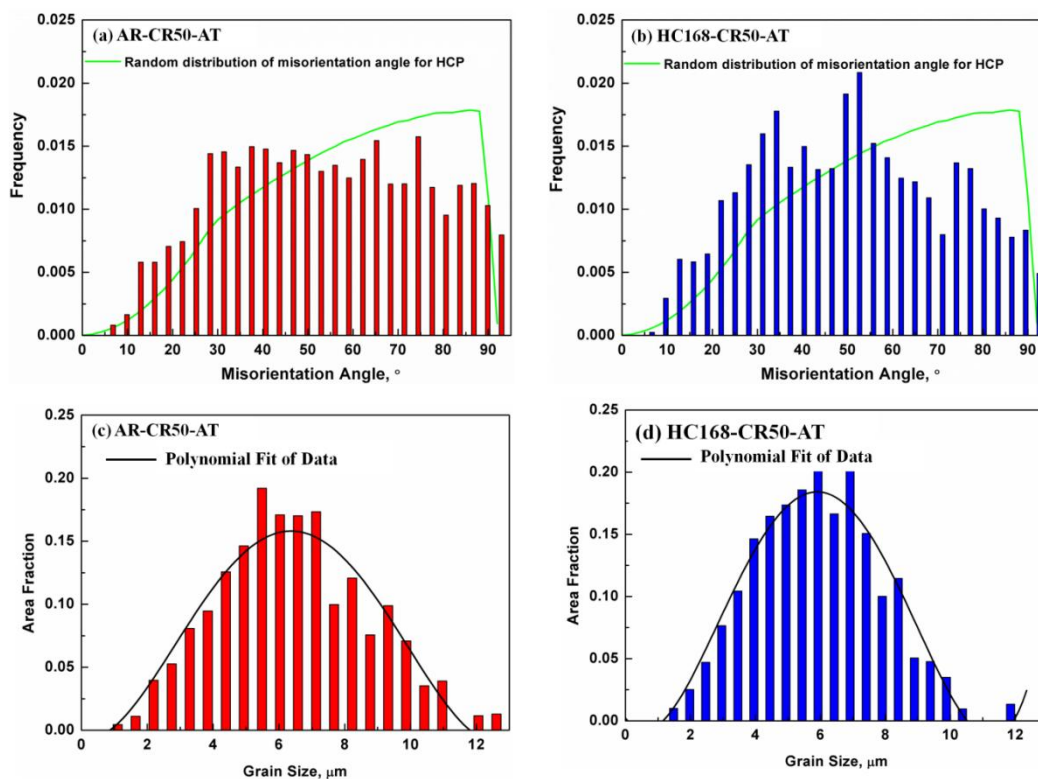 (a) AR-CR50-AT
Random distribution of misorientation angle for HCP
0.025
0.020
0.015
0.010
0.005
0.000
Frequency
0 10 20 30 40 50 60 70 80 90
Misorientation Angle, °
(b) HC168-CR50-AT
Random distribution of misorientation angle for HCP
0.025
0.020
0.015
0.010
0.005
0.000
Frequency
0 10 20 30 40 50 60 70 80 90
Misorientation Angle, °
(c) AR-CR50-AT
Polynomial Fit of Data
0.25
0.20
0.15
0.10
0.05
0.00
Area Fraction
0 2 4 6 8 10 12
Grain Size, μm
(d) HC168-CR50-AT
Polynomial Fit of Data
0.25
0.20
0.15
0.10
0.05
0.00
Area Fraction
0 2 4 6 8 10 12
Grain Size, μm